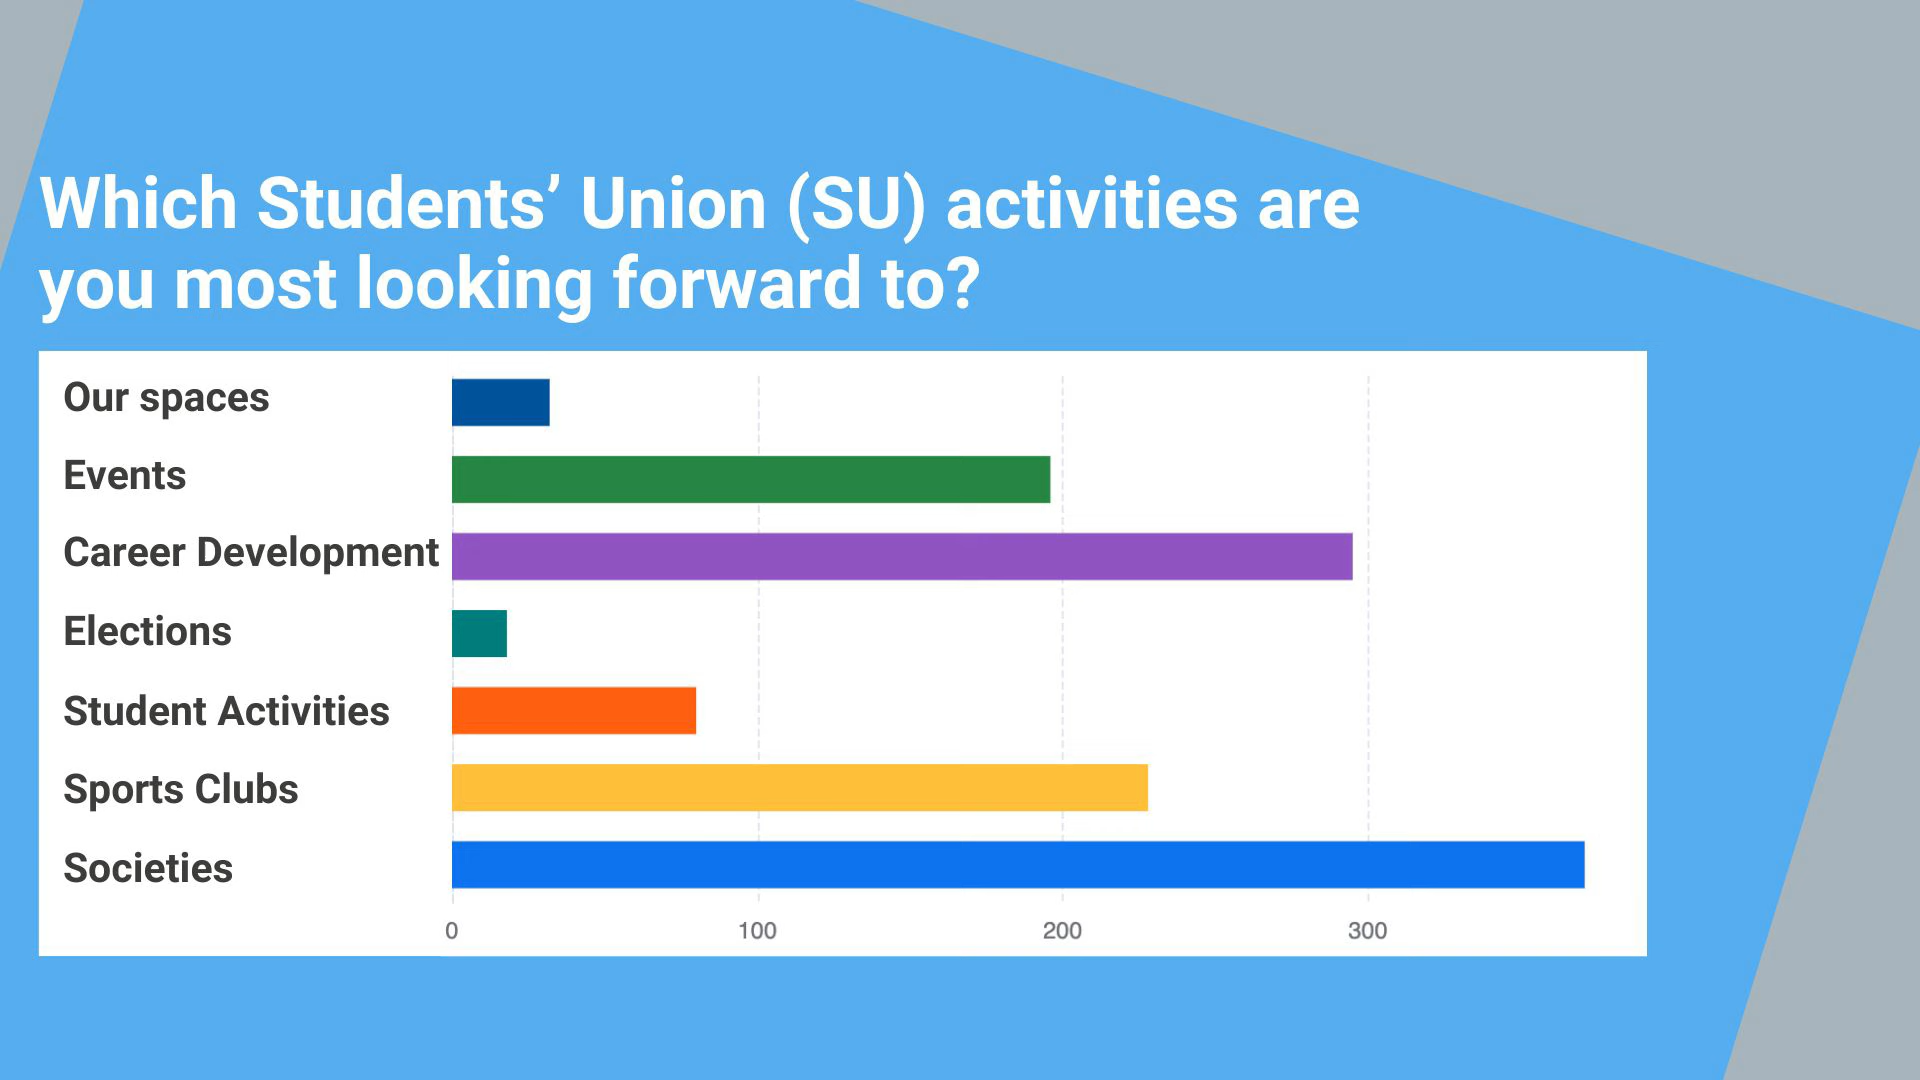 Which Students’ Union (SU) activities are
you most looking forward to?
Our spaces
Events
Career Development
Elections
Student Activities
Sports Clubs
Societies
0 100 200 300